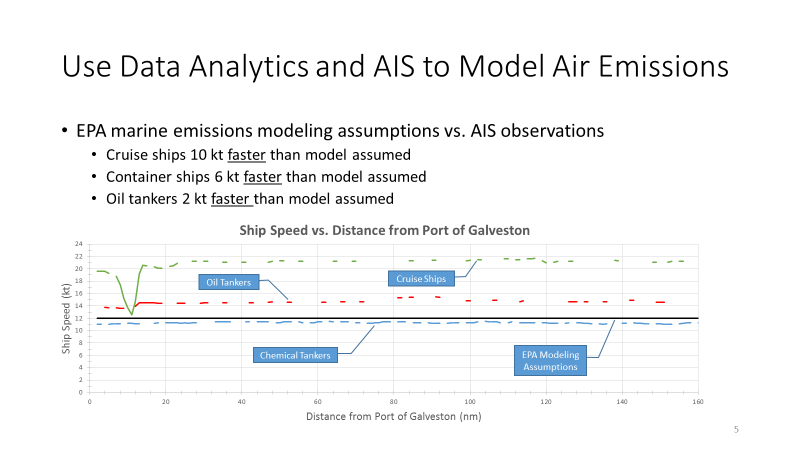 Use Data Analytics and AIS to Model Air Emissions
• EPA marine emissions modeling assumptions vs. AIS observations
• Cruise ships 10 kt faster than model assumed
• Container ships 6 kt faster than model assumed
• Oil tankers 2 kt faster than model assumed
Ship Speed vs. Distance from Port of Galveston
Ship Speed (kt)
24
22
20
18
16
14
12
10
8
6
4
2
0
Oil Tankers
Cruise Ships
Chemical Tankers
EPA Modeling
Assumptions
0 20 40 60 80 100 120 140 160
Distance from Port of Galveston (nm)
5